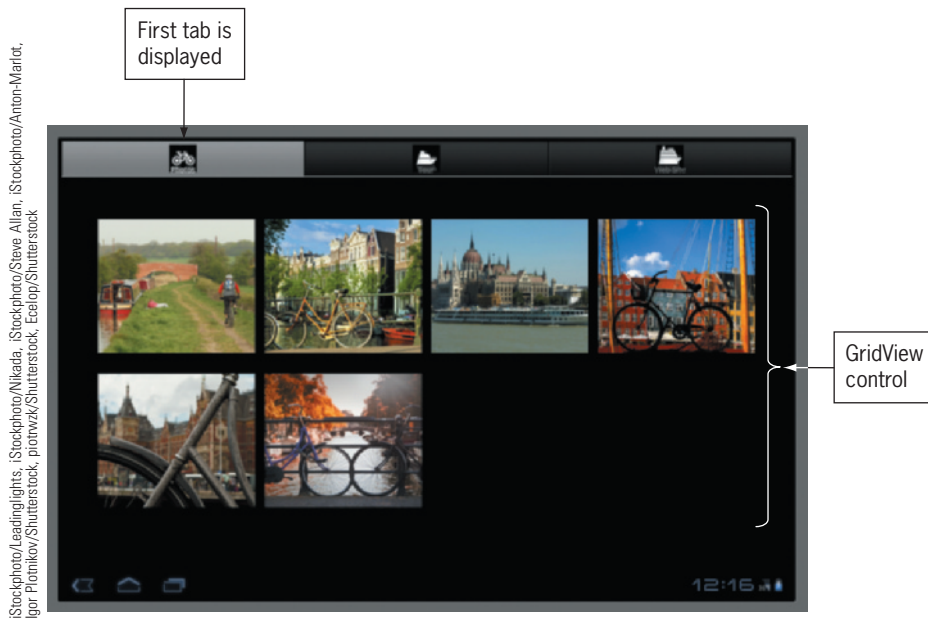 First tab is
displayed
GridView
control
12:16
iStockphoto/Leadinglights, iStockphoto/Nikada, iStockphoto/Steve Allan, iStockphoto/Anton-Marlot,
Igor Plotnikov/Shutterstock, piotrwzk/Shutterstock, Ecelop/Shutterstock